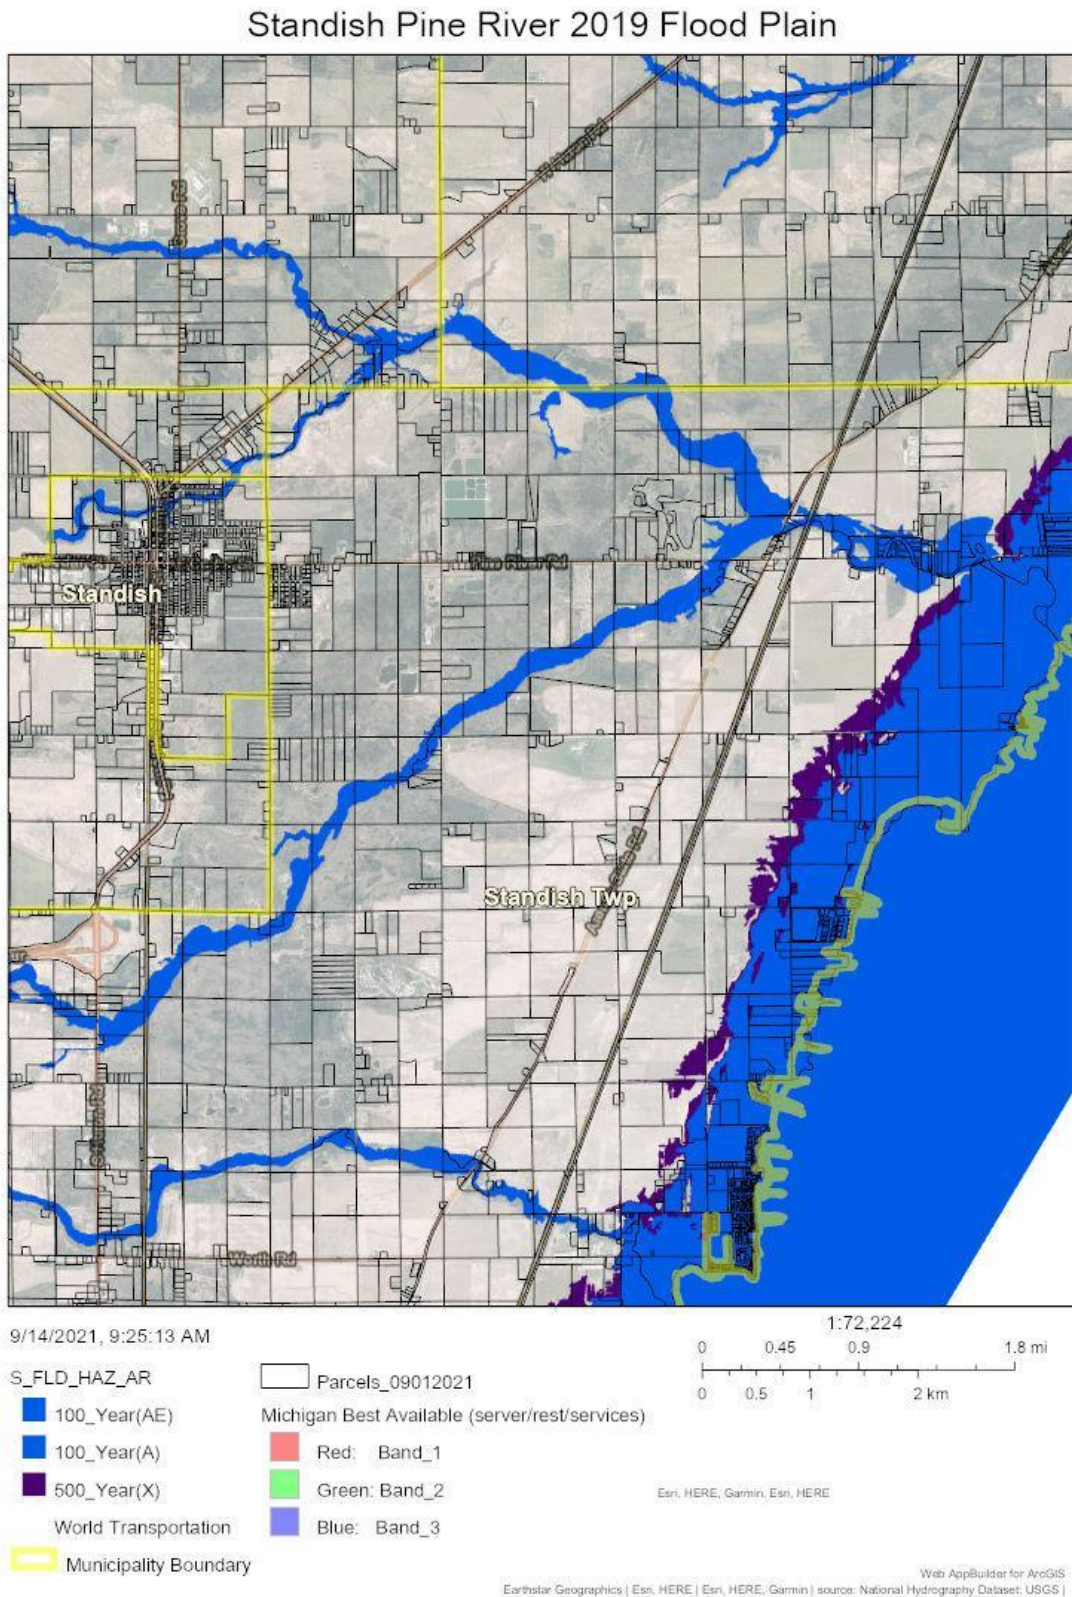 Standish Pine River 2019 Flood Plain
Standish
Pine River Rd
Standish Twp
Worth Rd
9/14/2021, 9:25:13 AM
1:72,224
0 0.45 0.9 1.8 mi
0 0.5 1 2 km
S_FLD_HAZ_AR
100_Year(AE)
100_Year(A)
500_Year(X)
World Transportation
Municipality Boundary
Parcels_09012021
Michigan Best Available (server/rest/services)
Red: Band_1
Green: Band_2
Blue: Band_3
Esri, HERE, Garmin, Esri, HERE
Web AppBuilder for ArcGIS
Earthstar Geographics | Esri, HERE | Esri, HERE, Garmin | source: National Hydrography Dataset: USGS |